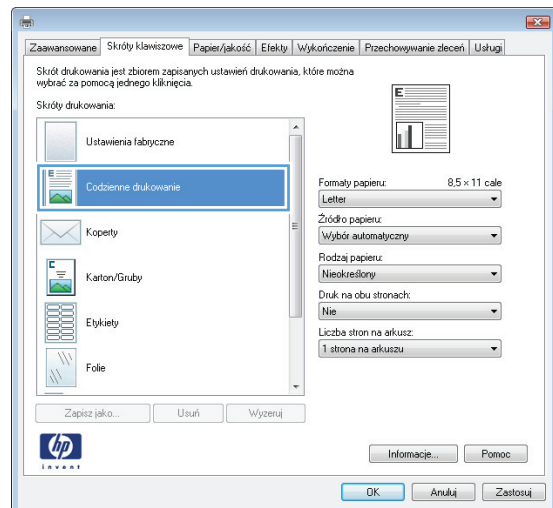 Zaawansowane Skróty klawiszowe Papier/jakość Efekty Wykończenie Przechowywanie zleceń Usługi
Skrót drukowania jest zbiorem zapisanych ustawień drukowania, które można
wybrać za pomocą jednego kliknięcia.
Skróty drukowania:
Ustawienia fabryczne
Codzienne drukowanie
Koperty
Karton/Gruby
Etykiety
Folie
E
E
C
E
Formaty papieru: 8,5 × 11 cale
Letter
Źródło papieru:
Wybór automatyczny
Rodzaj papieru:
Nieokreślony
Druk na obu stronach:
Nie
Liczba stron na arkusz:
1 strona na arkuszu
Zapisz jako... Usuń Wyzeruj
hp
invent
Informacje... Pomoc
OK Anuluj Zastosuj